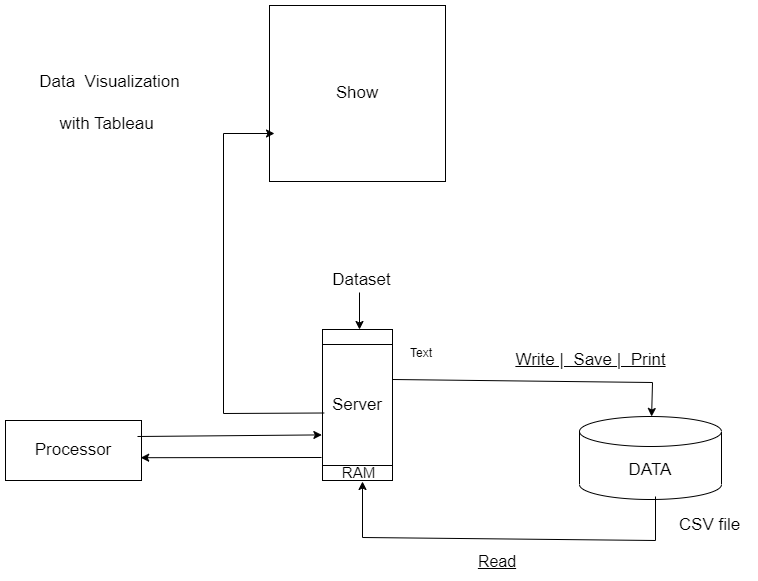 Data Visualization
with Tableau
Show
Dataset
Text
Write | Save | Print
Server
Processor
RAM
DATA
CSV file
Read